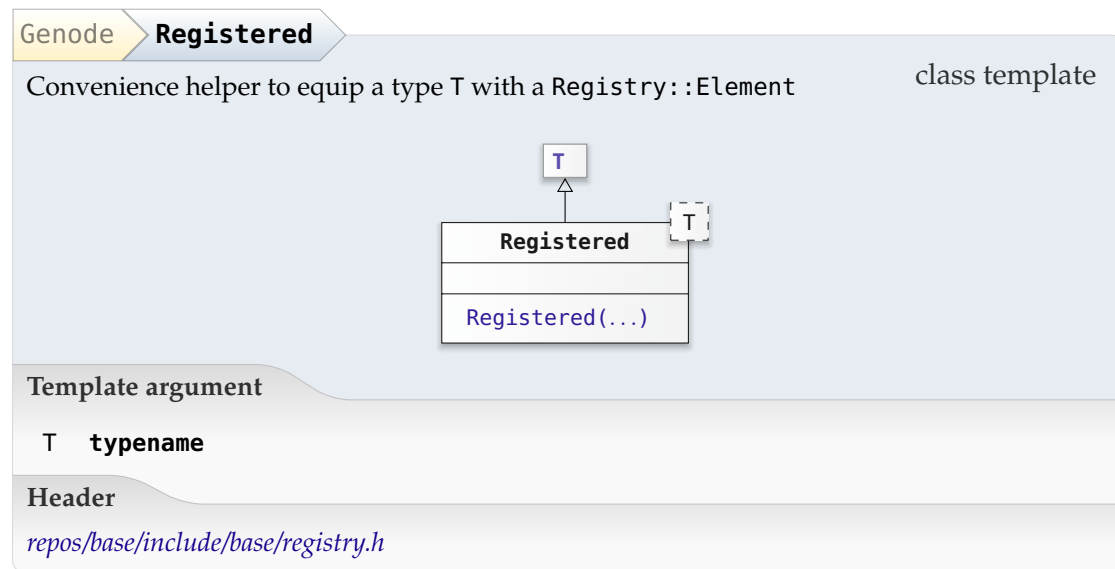 Genode Registered
Convenience helper to equip a type T with a Registry::Element class template
T
T
Registered
Registered(...)
Template argument
T typename
Header
repos/base/include/base/registry.h